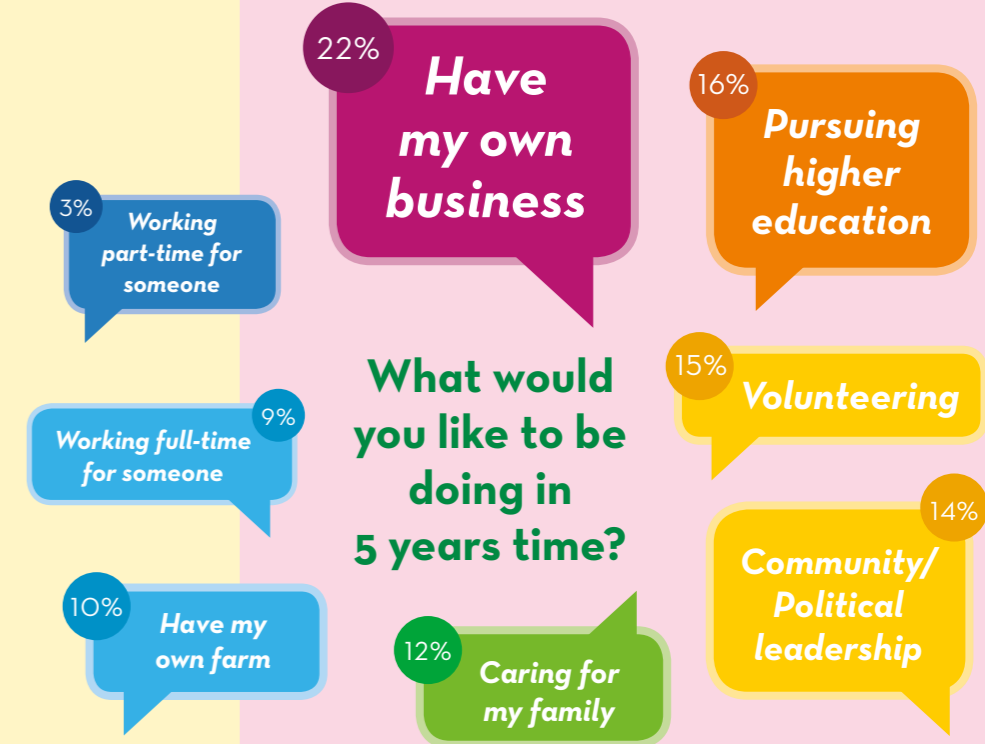 22%
Have
my own
business
16%
Pursuing
higher
education
3%
Working
part-time for
someone
What would
you like to be
doing in
5 years time?
15%
Volunteering
9%
Working full-time
for someone
14%
Community/
Political
leadership
10%
Have my
own farm
12%
Caring for
my family